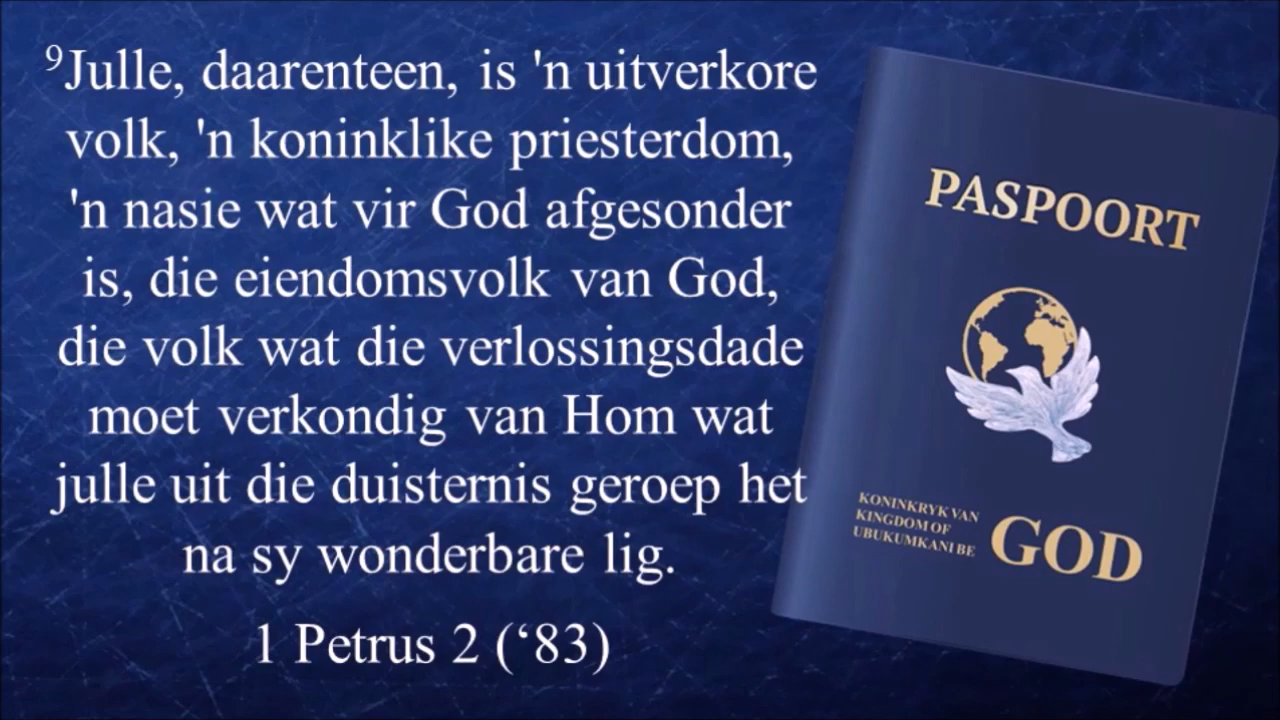 ⁹Julle, daarenteen, is 'n uitverkore
volk, 'n koninklike priesterdom,
'n nasie wat vir God afgesonder
is, die eiendomsvolk van God,
die volk wat die verlossingsdade
moet verkondig van Hom wat
julle uit die duisternis geroep het
na sy wonderbare lig.
1 Petrus 2 (‘83)
PASPOORT
KONINKRYK VAN
KINGDOM OF
UBUKUMKANI BE
GOD